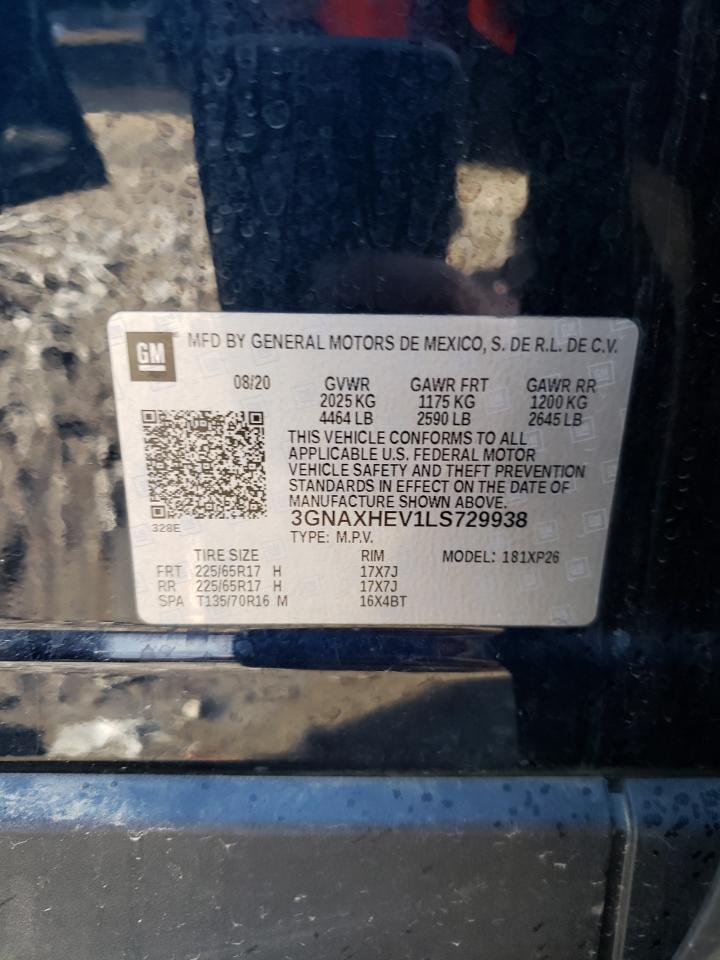 GM
MFD BY GENERAL MOTORS DE MEXICO, S. DE R.L. DE C.V.
08/20 GVWR GAWR FRT GAWR RR
2025 KG 1175 KG 1200 KG
4464 LB 2590 LB 2645 LB
THIS VEHICLE CONFORMS TO ALL
APPLICABLE U.S. FEDERAL MOTOR
VEHICLE SAFETY AND THEFT PREVENTION
STANDARDS IN EFFECT ON THE DATE OF
MANUFACTURE SHOWN ABOVE.
328E
3GNAXHEV1LS729938
TYPE: M.P.V.
TIRE SIZE RIM MODEL: 181XP26
FRT 225/65R17 H 17X7J
RR 225/65R17 H 17X7J
SPA T135/70R16 M 16X4BT